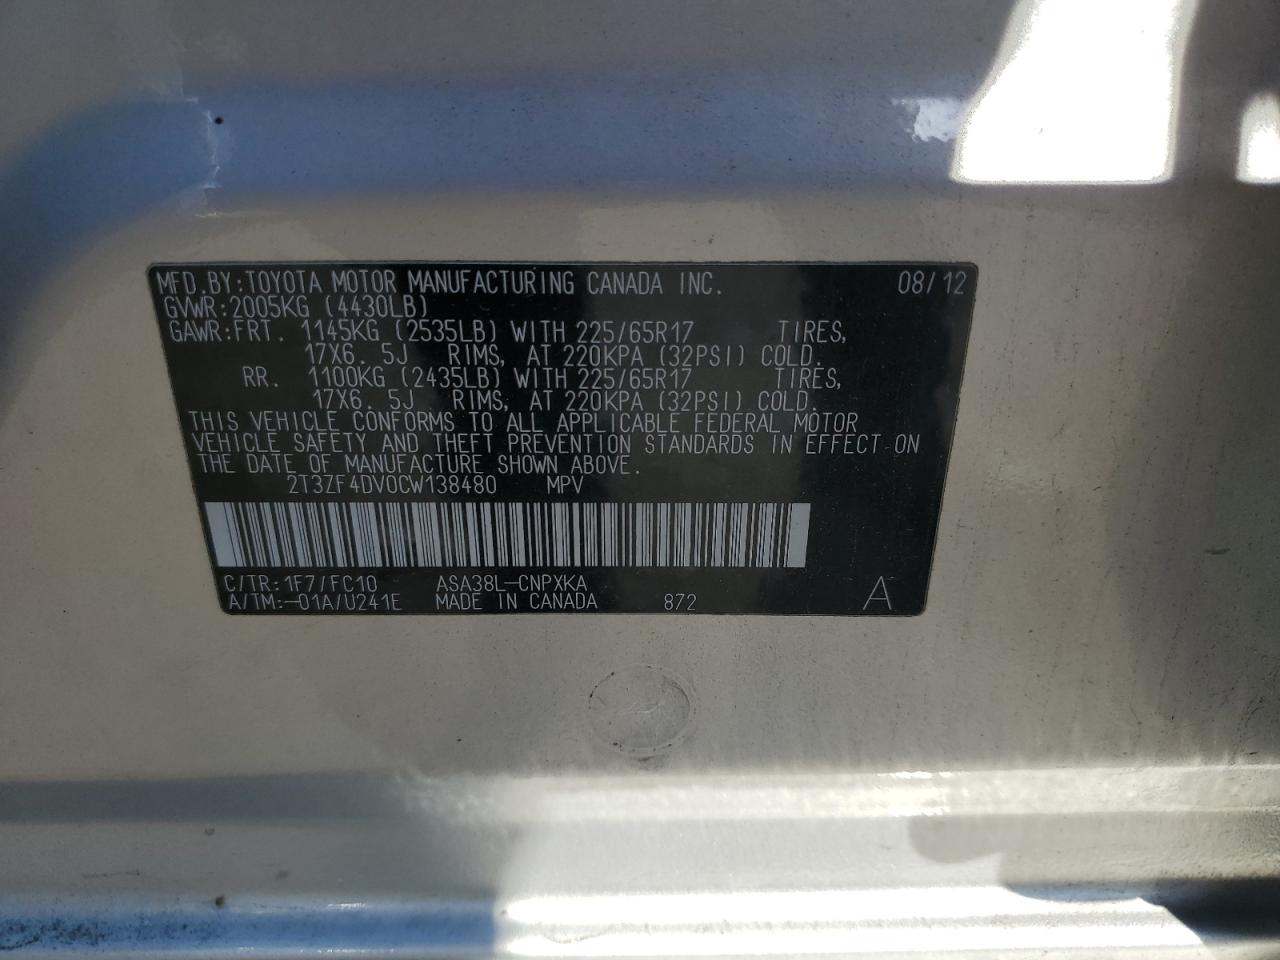 MFD.BY:TOYOTA MOTOR MANUFACTURING CANADA INC. 08/12
GVWR:2005KG (4430LB)
GAWR:FRT. 1145KG (2535LB) WITH 225/65R17 TIRES,
17X6.5J RIMS, AT 220KPA (32PSI) COLD.
RR. 1100KG (2435LB) WITH 225/65R17 TIRES,
17X6.5J RIMS, AT 220KPA (32PSI) COLD.
THIS VEHICLE CONFORMS TO ALL APPLICABLE FEDERAL MOTOR
VEHICLE SAFETY AND THEFT PREVENTION STANDARDS IN EFFECT ON
THE DATE OF MANUFACTURE SHOWN ABOVE.
2T3ZF4DV0CW138480 MPV
C/TR: 1F7/FC10 ASA38L-CNPXKA
A/TM:-01A/U241E MADE IN CANADA 872 A